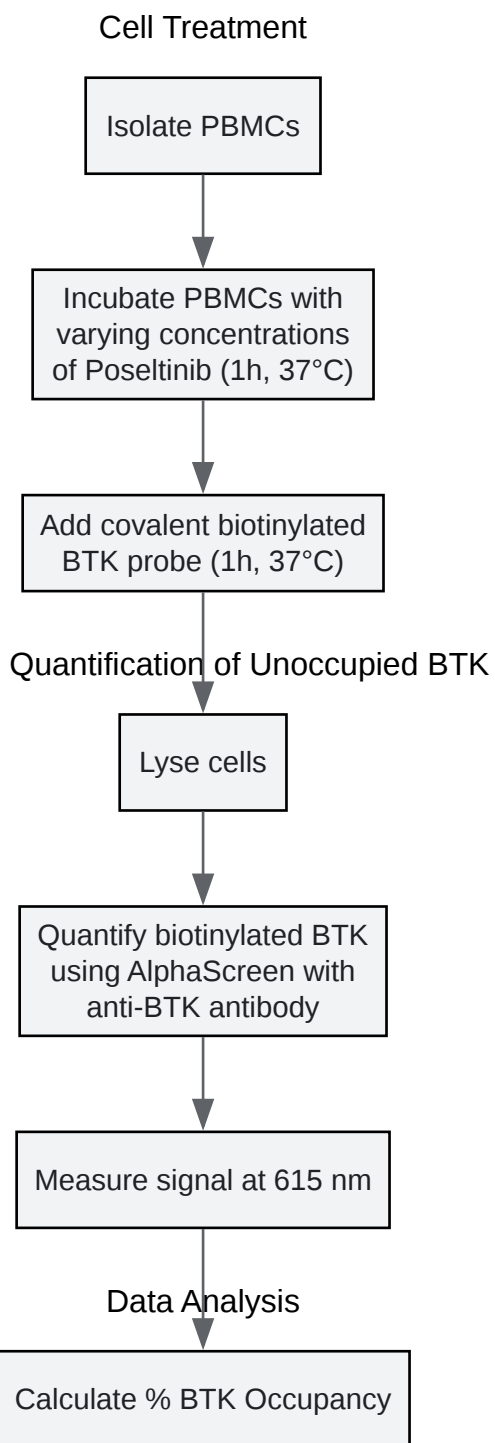 Cell Treatment
Isolate PBMCs
Incubate PBMCs with
varying concentrations
of Poseltinib (1h, 37°C)
Add covalent biotinylated
BTK probe (1h, 37°C)
Quantification of Unoccupied BTK
Lyse cells
Quantify biotinylated BTK
using AlphaScreen with
anti-BTK antibody
Measure signal at 615 nm
Data Analysis
Calculate % BTK Occupancy